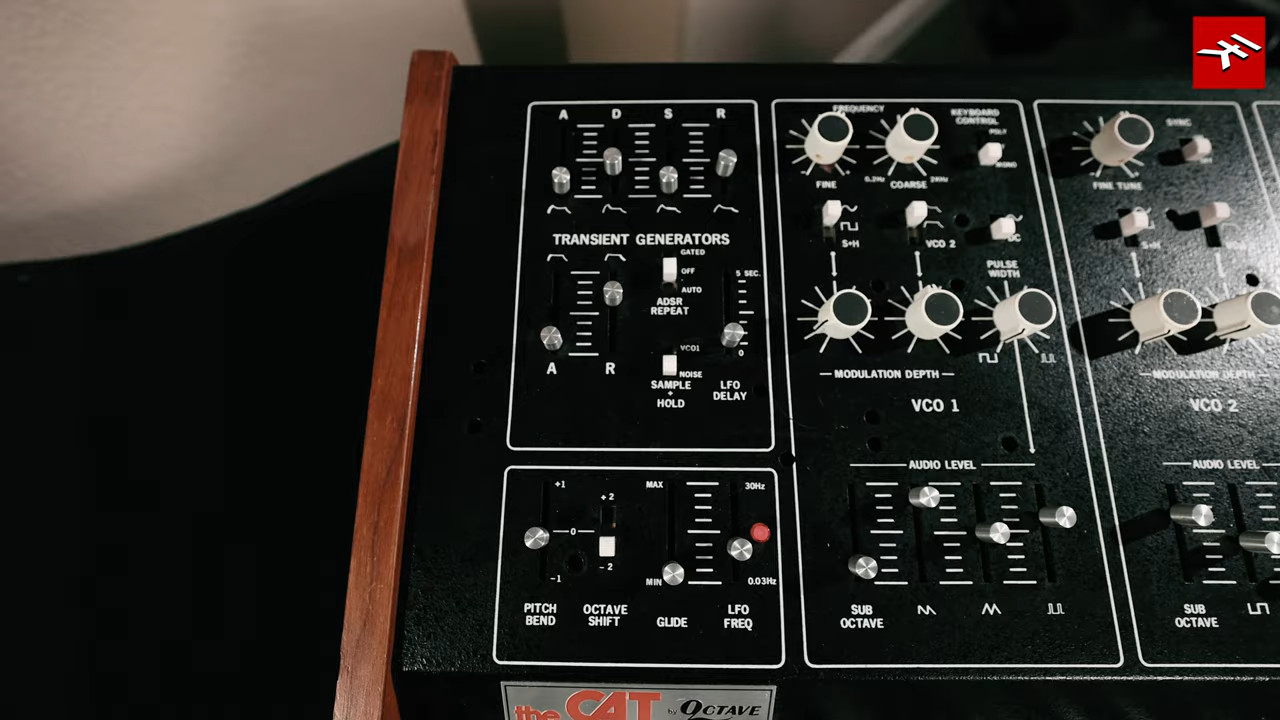 A D S R
TRANSIENT GENERATORS
GATED
OFF
AUTO
ADSR
REPEAT
5 SEC.
0
VCO1
NOISE
SAMPLE
+
HOLD
LFO
DELAY
A R
+1
0
-1
PITCH
BEND
+2
-2
OCTAVE
SHIFT
MAX
MIN
GLIDE
30Hz
0.03Hz
LFO
FREQ
the CAT by OCTAVE
FREQUENCY
FINE
0.2Hz COARSE 2KHz
KEYBOARD
CONTROL
POLY
MONO
S+H
VCO 2
DC
PULSE
WIDTH
MODULATION DEPTH
VCO 1
AUDIO LEVEL
SUB
OCTAVE
FINE TUNE
SYNC
S+H
MODULATION DEPTH
VCO 2
AUDIO LEVEL
SUB
OCTAVE